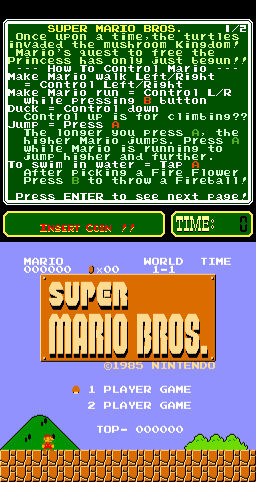 SUPER MARIO BROS. 1/2
Once upon a time,the turtles
invaded the mushroom Kingdom!
Mario's quest to free the
Princess has only just begun!!
--- How To Control Mario ---
Make Mario walk Left/Right
= Control Left/Right
Make Mario run = Control L/R
while pressing B button
Duck = Control down
Control up is for climbing??
Jump = Press A
The longer you press A, the
higher Mario jumps. Press A
while Mario is running to
jump higher and further.
To swim in water = Tap A
After picking a Fire Flower
Press B to throw a Fireball!
Press ENTER to see next page!
INSERT COIN !! TIME: 0
MARIO WORLD TIME
000000 x00 1-1
SUPER
MARIO BROS.
©1985 NINTENDO
1 PLAYER GAME
2 PLAYER GAME
TOP- 000000